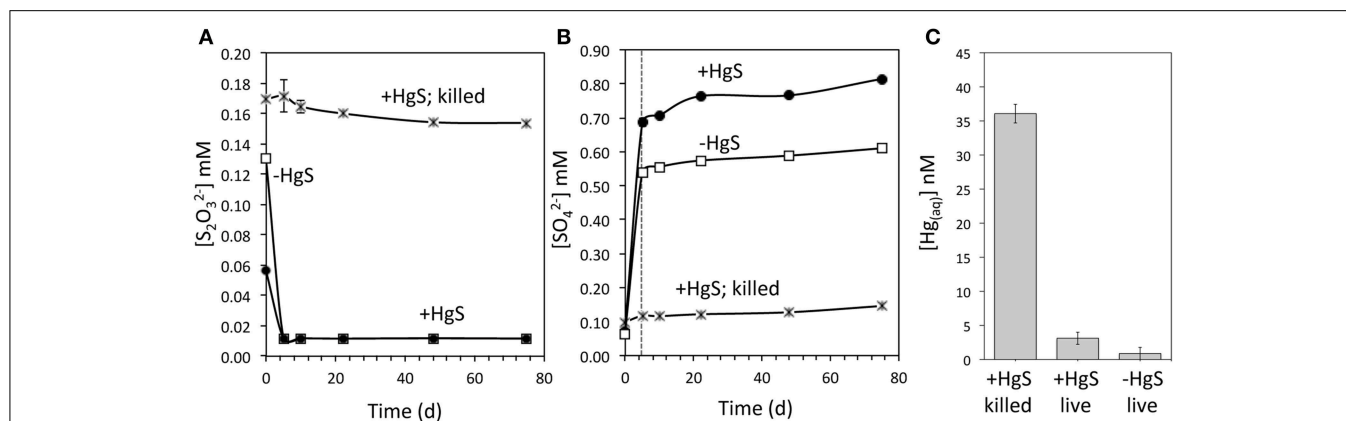 A
[S₂O₃²⁻] mM
0.20
0.18
0.16
0.14
0.12
0.10
0.08
0.06
0.04
0.02
0.00
+HgS; killed
-HgS
+HgS
0 20 40 60 80
Time (d)
B
[SO₄²⁻] mM
0.90
0.80
0.70
0.60
0.50
0.40
0.30
0.20
0.10
0.00
+HgS
-HgS
+HgS; killed
0 20 40 60 80
Time (d)
C
[Hg₍aq₎] nM
45
40
35
30
25
20
15
10
5
0
+HgS +HgS -HgS
killed live live